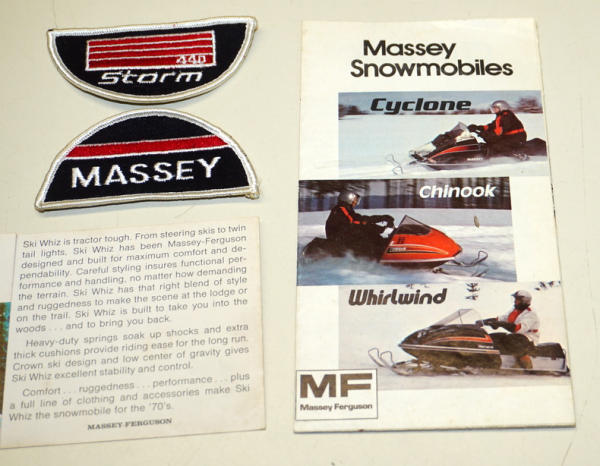 440
Storm
MASSEY
Ski Whiz is tractor tough. From steering skis to twin
tail lights, Ski Whiz has been Massey-Ferguson
designed and built for maximum comfort and de-
pendability. Careful styling insures functional per-
formance and handling, no matter how demanding
the terrain. Ski Whiz has that right blend of style
and ruggedness to make the scene at the lodge or
on the trail. Ski Whiz is built to take you into the
woods . . . and to bring you back.
Heavy-duty springs soak up shocks and extra
thick cushions provide riding ease for the long run.
Crown ski design and low center of gravity gives
Ski Whiz excellent stability and control.
Comfort . . . ruggedness . . . performance . . . plus
a full line of clothing and accessories make Ski
Whiz the snowmobile for the '70's.
MASSEY-FERGUSON
Massey
Snowmobiles
Cyclone
MASSEY
Chinook
Whirlwind
MF
Massey Ferguson